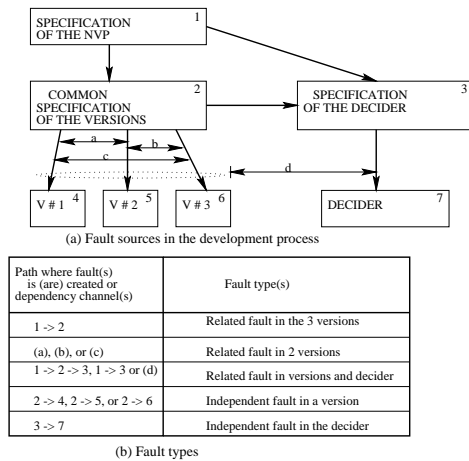 SPECIFICATION
OF THE NVP
1
COMMON
SPECIFICATION
OF THE VERSIONS
2
SPECIFICATION
OF THE DECIDER
3
a
b
c
d
V # 1
4
V # 2
5
V # 3
6
DECIDER
7
(a) Fault sources in the development process
Path where fault(s)
is (are) created or
dependency channel(s)
Fault type(s)
1 -> 2
Related fault in the 3 versions
(a), (b), or (c)
Related fault in 2 versions
1 -> 2 -> 3, 1 -> 3 or (d)
Related fault in versions and decider
2 -> 4, 2 -> 5, or 2 -> 6
Independent fault in a version
3 -> 7
Independent fault in the decider
(b) Fault types